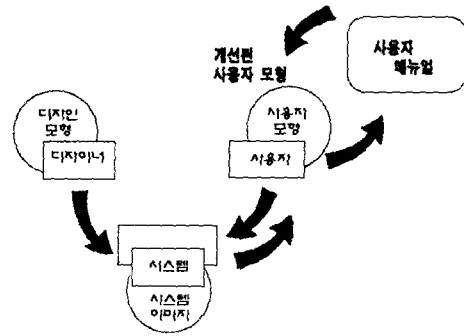 개선된
사용자 모형
사용자
매뉴얼
디자인
모형
디자이너
사용자
모형
사용자
시스템
시스템
이미지